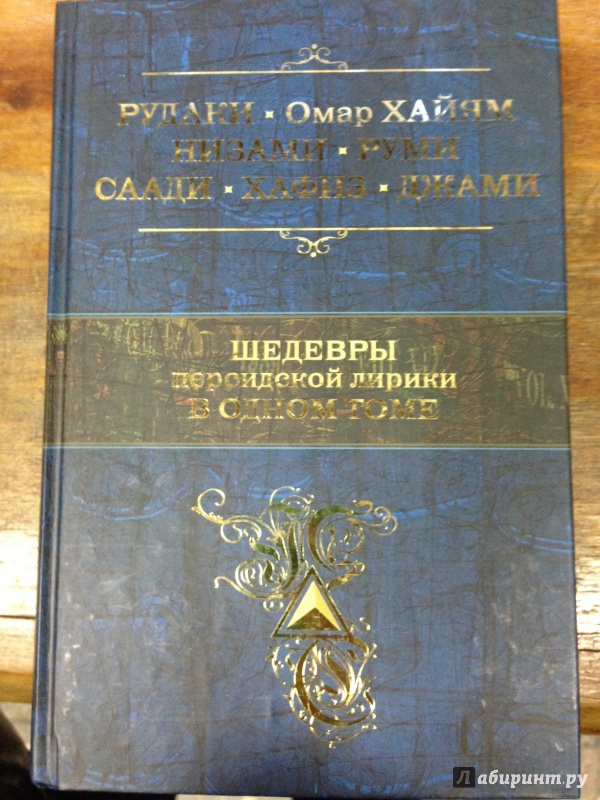 РУДАКИ · Омар ХАЙЯМ
НИЗАМИ · РУМИ
СААДИ · ХАФИЗ · ДЖАМИ
ШЕДЕВРЫ
персидской лирики
В ОДНОМ ТОМЕ
Лабиринт.ру